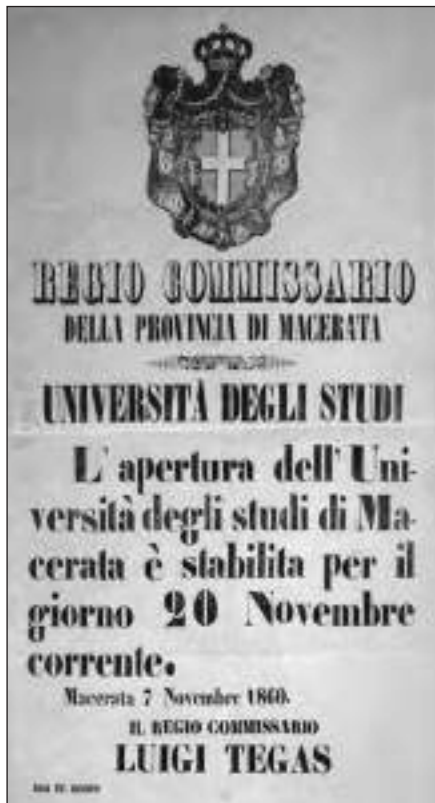 REGIO COMMISSARIO
DELLA PROVINCIA DI MACERATA
UNIVERSITÀ DEGLI STUDI
L'apertura dell'Uni-
versità degli studi di Ma-
cerata è stabilita per il
giorno 20 Novembre
corrente.
Macerata 7 Novembre 1860.
IL REGIO COMMISSARIO
LUIGI TEGAS